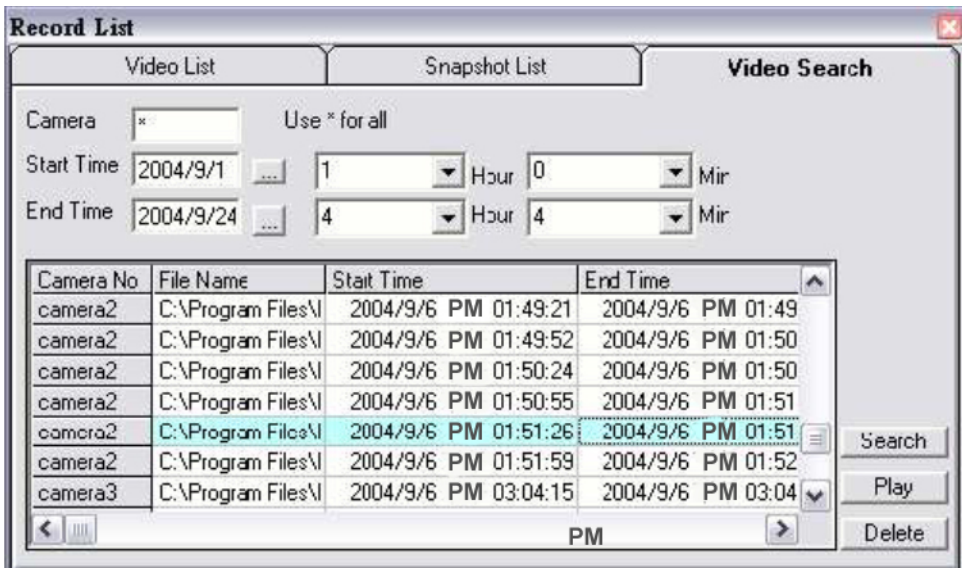 Record List
Video List Snapshot List Video Search
Camera * Use * for all
Start Time 2004/9/1 ... 1 Hour 0 Min
End Time 2004/9/24 ... 4 Hour 4 Min
Camera No File Name Start Time End Time
camera2 C:\Program Files\I 2004/9/6 PM 01:49:21 2004/9/6 PM 01:49
camera2 C:\Program Files\I 2004/9/6 PM 01:49:52 2004/9/6 PM 01:50
camera2 C:\Program Files\I 2004/9/6 PM 01:50:24 2004/9/6 PM 01:50
camera2 C:\Program Files\I 2004/9/6 PM 01:50:55 2004/9/6 PM 01:51
camera2 C:\Program Files\I 2004/9/6 PM 01:51:26 2004/9/6 PM 01:51
camera2 C:\Program Files\I 2004/9/6 PM 01:51:59 2004/9/6 PM 01:52
camera3 C:\Program Files\I 2004/9/6 PM 03:04:15 2004/9/6 PM 03:04
PM
Search
Play
Delete